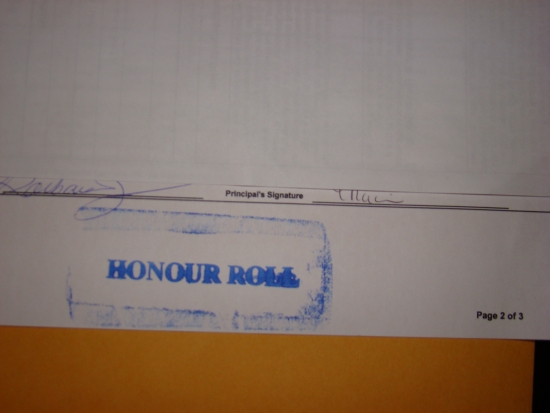 Principal's Signature
HONOUR ROLL
Page 2 of 3